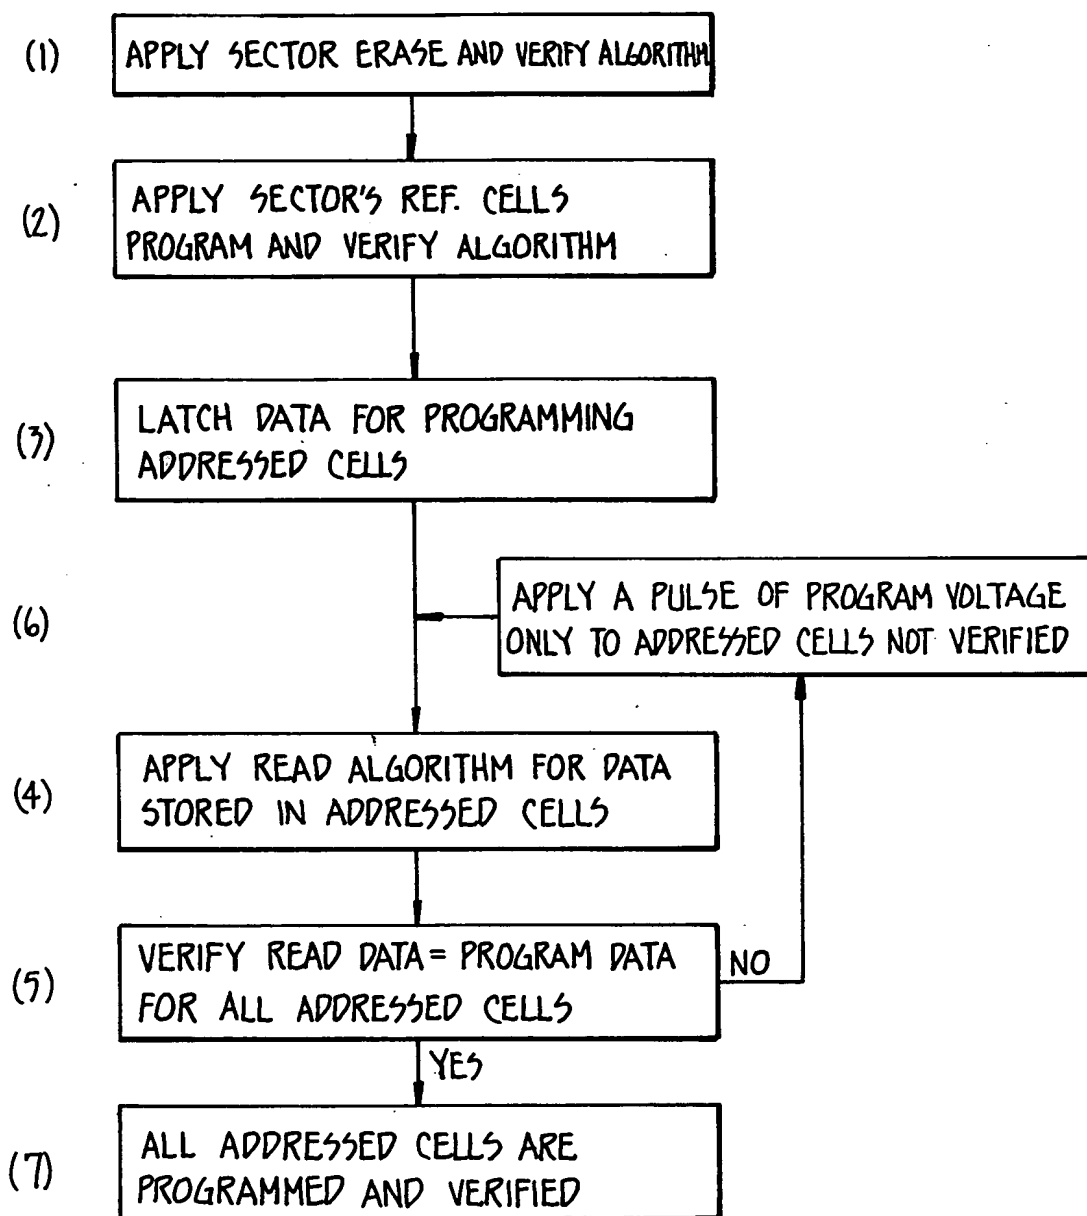 (1) APPLY SECTOR ERASE AND VERIFY ALGORITHM
(2) APPLY SECTOR'S REF. CELLS
PROGRAM AND VERIFY ALGORITHM
(3) LATCH DATA FOR PROGRAMMING
ADDRESSED CELLS
(6) APPLY A PULSE OF PROGRAM VOLTAGE
ONLY TO ADDRESSED CELLS NOT VERIFIED
(4) APPLY READ ALGORITHM FOR DATA
STORED IN ADDRESSED CELLS
(5) VERIFY READ DATA = PROGRAM DATA
FOR ALL ADDRESSED CELLS
NO
YES
(7) ALL ADDRESSED CELLS ARE
PROGRAMMED AND VERIFIED